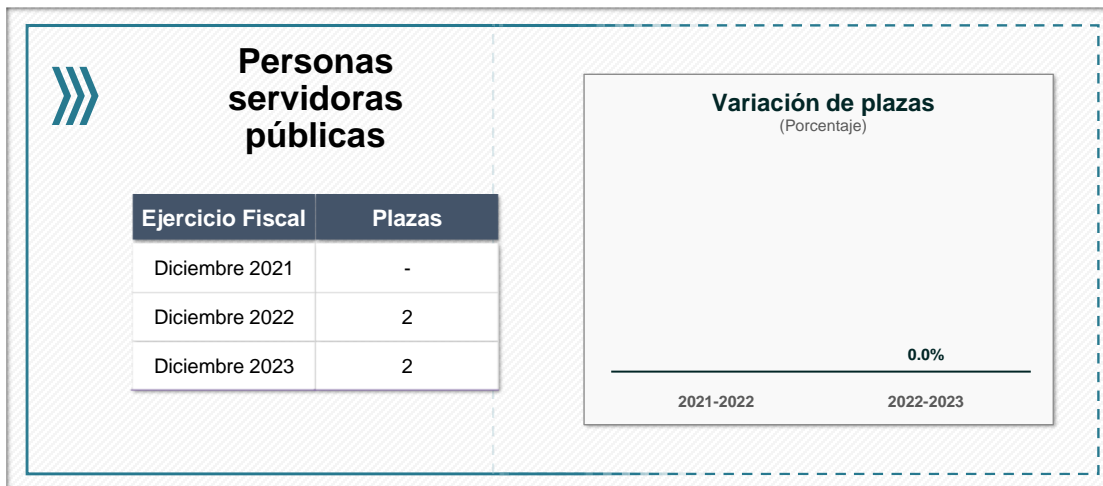 Personas
servidoras
públicas
Ejercicio Fiscal Plazas
Diciembre 2021 -
Diciembre 2022 2
Diciembre 2023 2
Variación de plazas
(Porcentaje)
0.0%
2021-2022 2022-2023